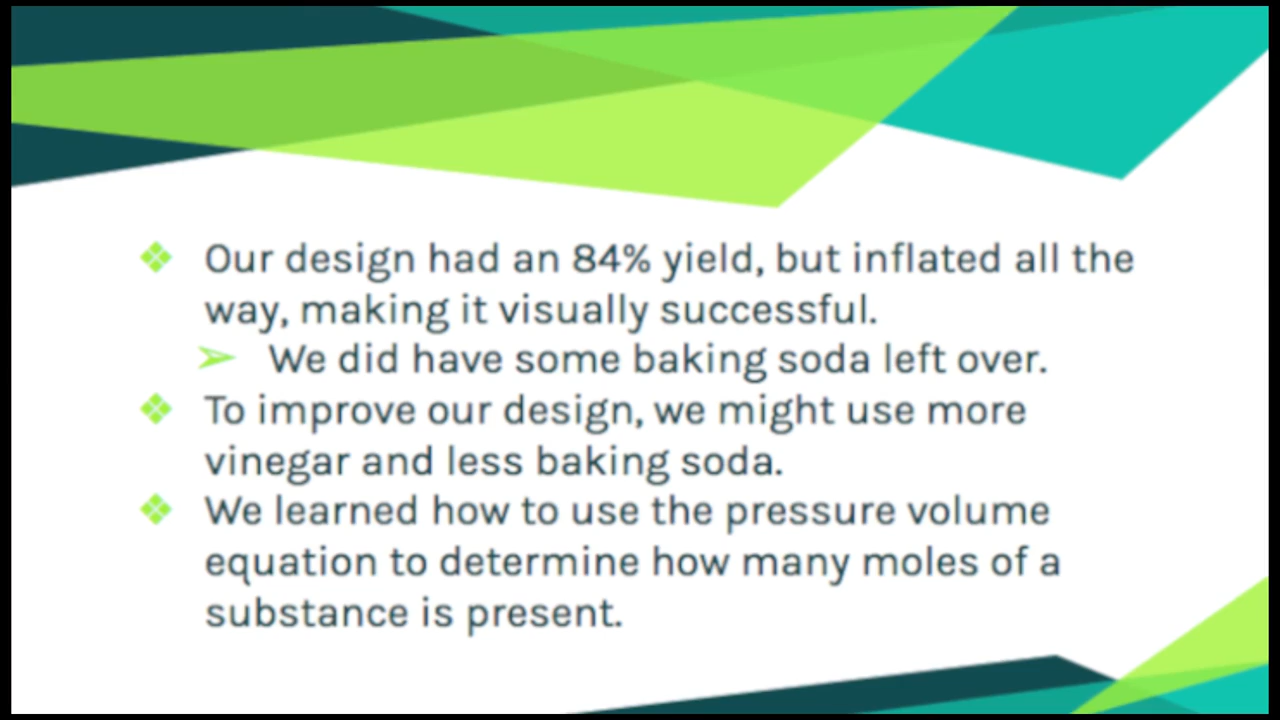 ❖ Our design had an 84% yield, but inflated all the
way, making it visually successful.
➢ We did have some baking soda left over.
❖ To improve our design, we might use more
vinegar and less baking soda.
❖ We learned how to use the pressure volume
equation to determine how many moles of a
substance is present.